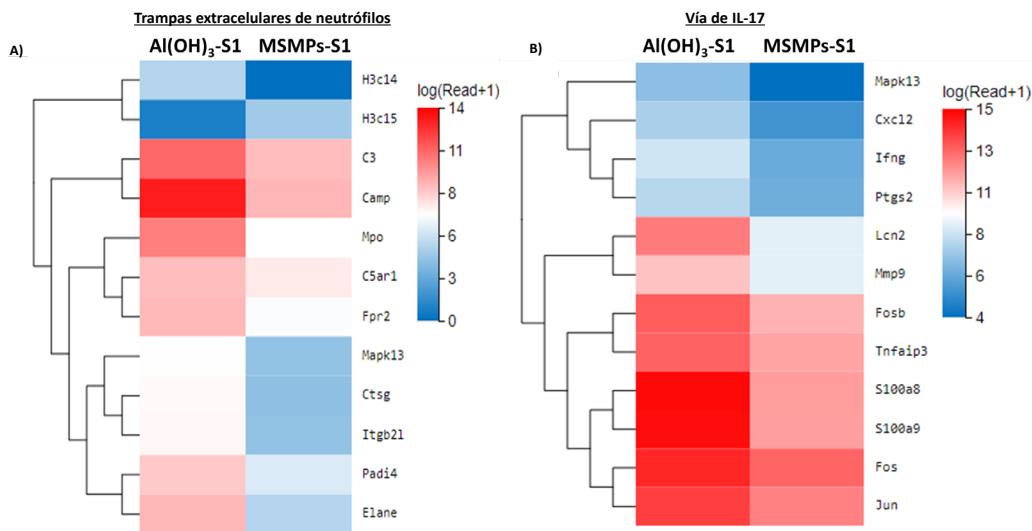 Trampas extracelulares de neutrófilos
A)
Al(OH)3-S1 MSMPs-S1
H3c14
H3c15
C3
Camp
Mpo
C5ar1
Fpr2
Mapk13
Ctsg
Itgb2l
Padi4
Elane
log(Read+1)
14
11
8
6
3
0
Vía de IL-17
B)
Al(OH)3-S1 MSMPs-S1
Mapk13
Cxcl2
Ifng
Ptgs2
Lcn2
Mmp9
Fosb
Tnfaip3
S100a8
S100a9
Fos
Jun
log(Read+1)
15
13
11
8
6
4